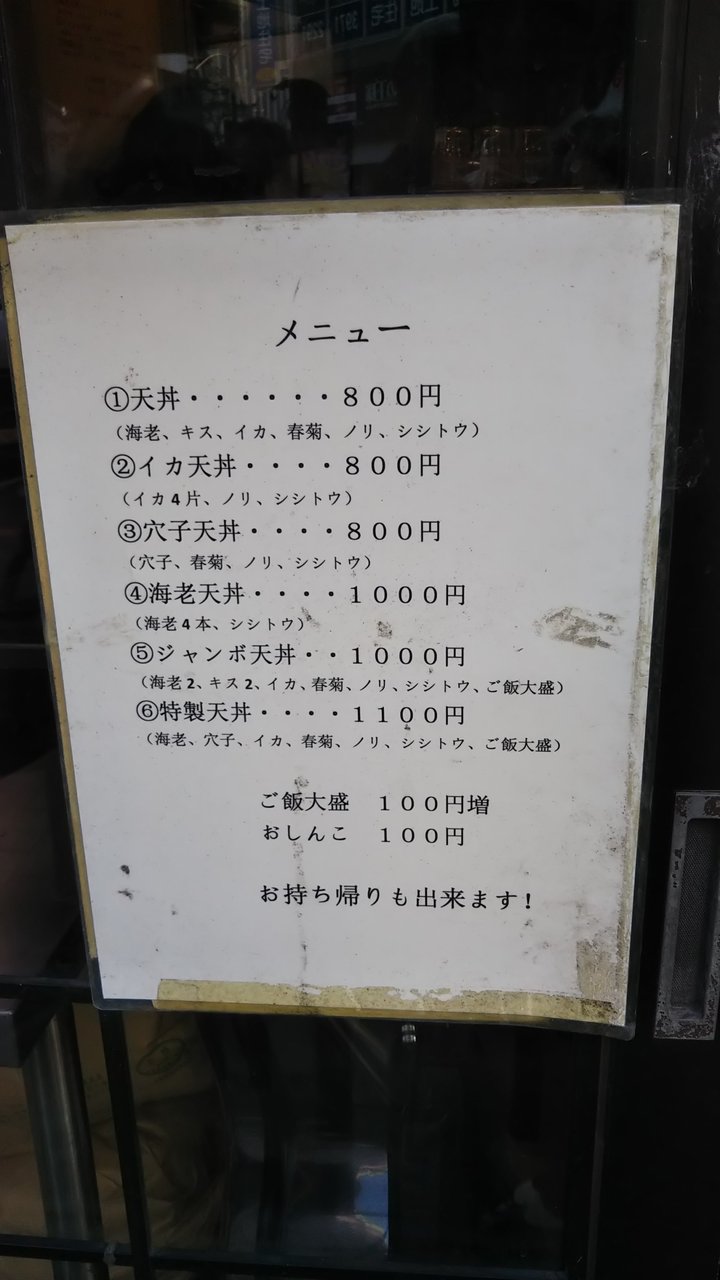 メニュー
①天丼・・・・・・８００円
（海老、キス、イカ、春菊、ノリ、シシトウ）
②イカ天丼・・・・８００円
（イカ4片、ノリ、シシトウ）
③穴子天丼・・・・８００円
（穴子、春菊、ノリ、シシトウ）
④海老天丼・・・・１０００円
（海老4本、シシトウ）
⑤ジャンボ天丼・・１０００円
（海老2、キス2、イカ、春菊、ノリ、シシトウ、ご飯大盛）
⑥特製天丼・・・・１１００円
（海老、穴子、イカ、春菊、ノリ、シシトウ、ご飯大盛）
ご飯大盛　１００円増
おしんこ　１００円
お持ち帰りも出来ます!